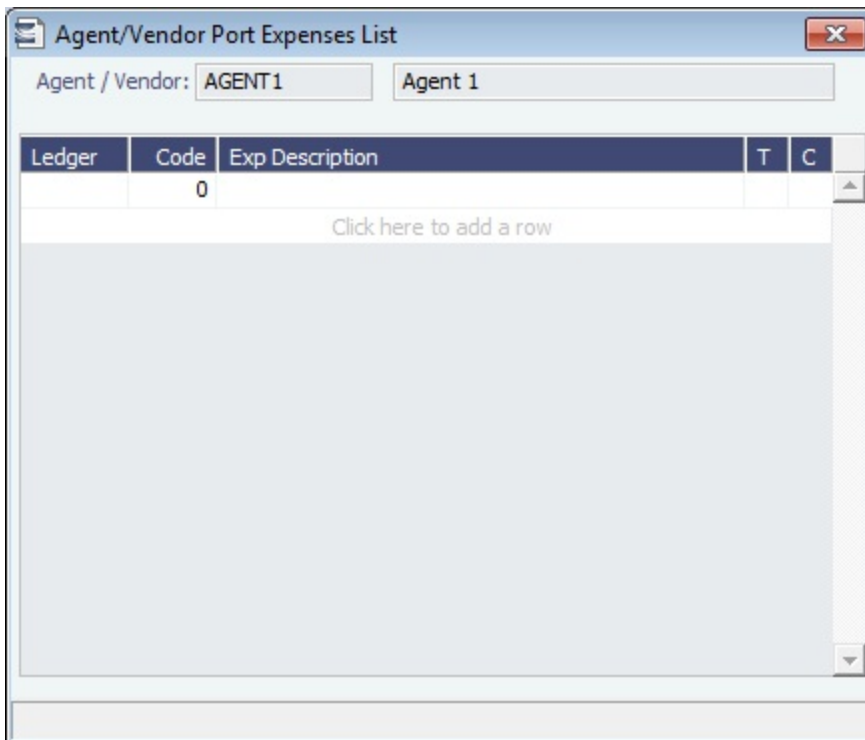 Agent/Vendor Port Expenses List
Agent / Vendor: AGENT1 Agent 1
Ledger Code Exp Description T C
0
Click here to add a row